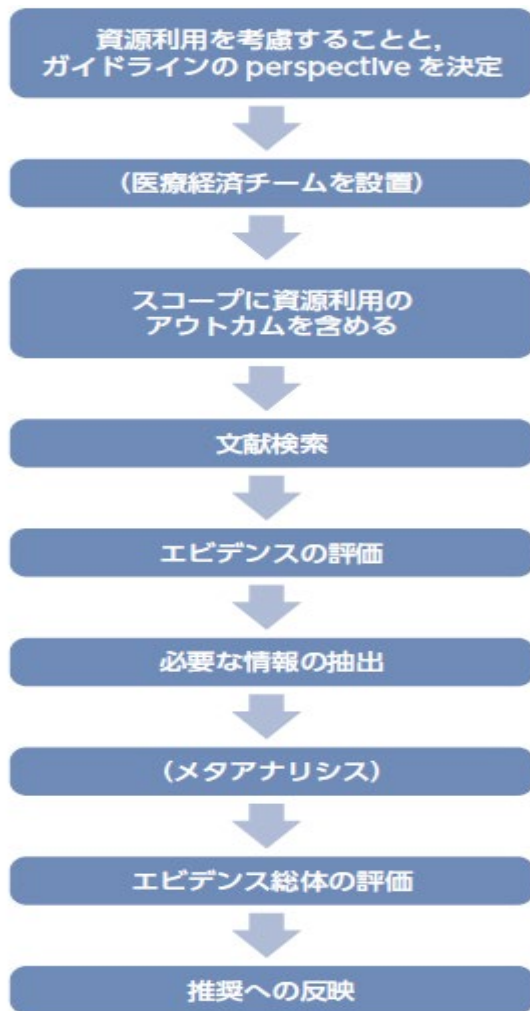 資源利用を考慮することと,
ガイドラインの perspective を決定
（医療経済チームを設置）
スコープに資源利用の
アウトカムを含める
文献検索
エビデンスの評価
必要な情報の抽出
（メタアナリシス）
エビデンス総体の評価
推奨への反映